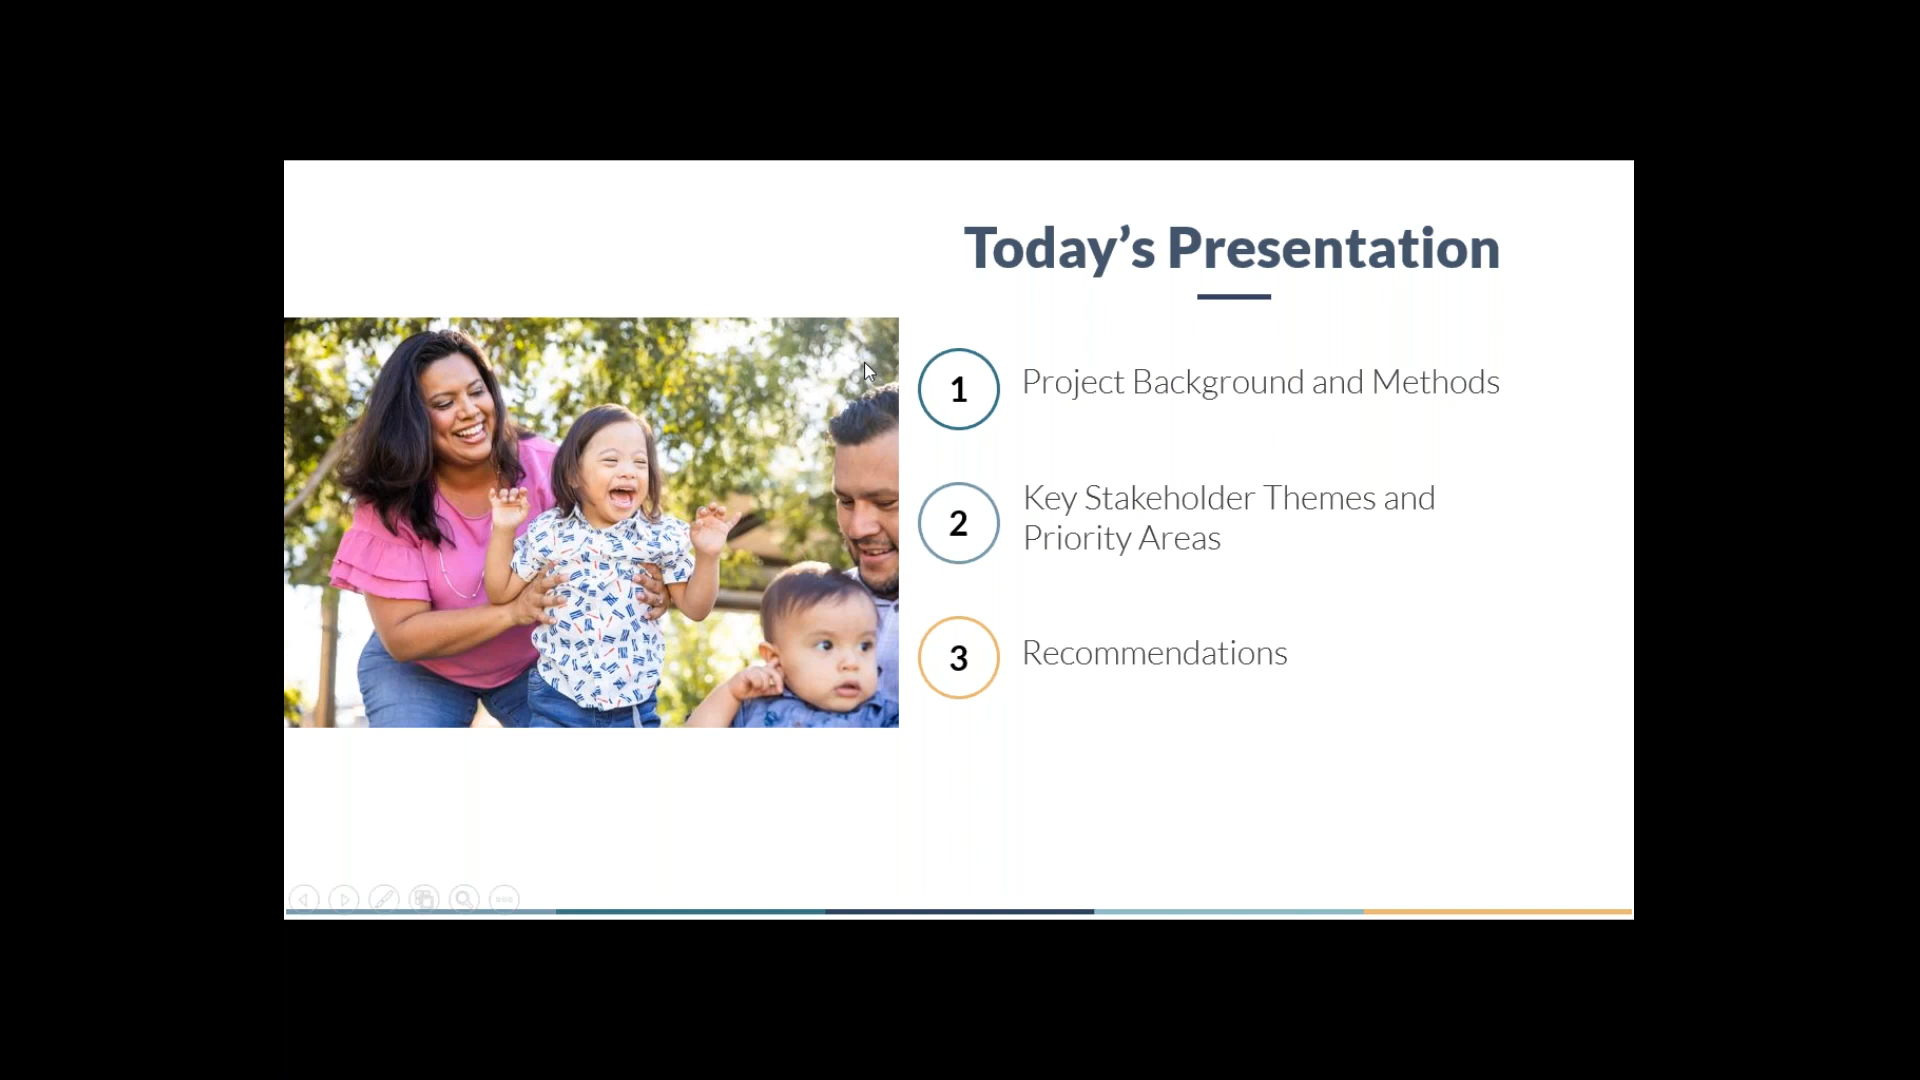 Today's Presentation
1 Project Background and Methods
2 Key Stakeholder Themes and
Priority Areas
3 Recommendations